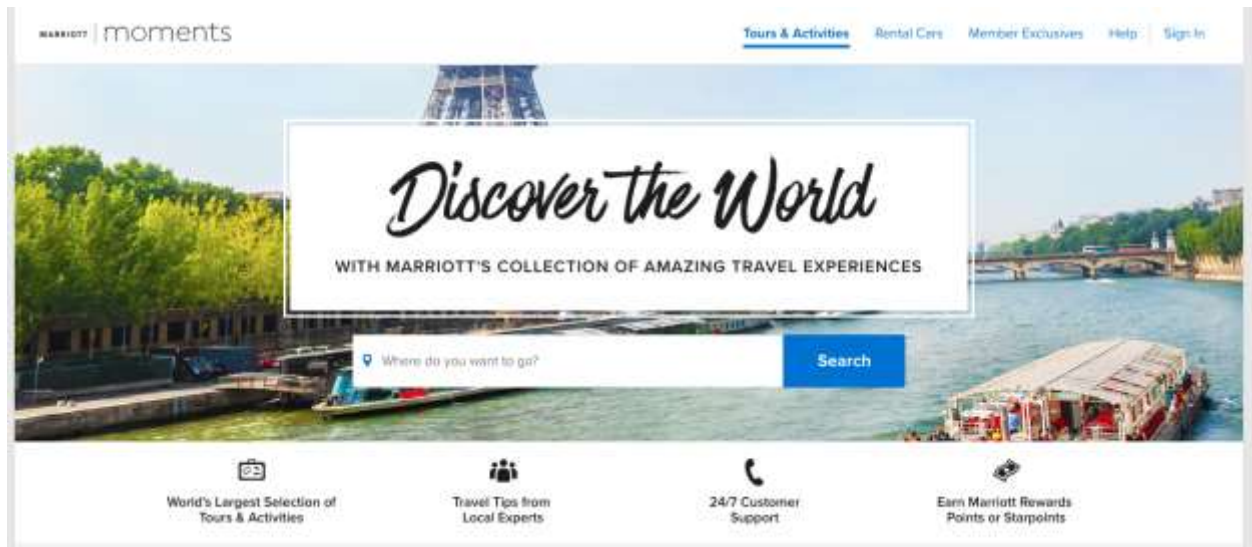 MARRIOTT | moments
Tours & Activities Rental Cars Member Exclusives Help Sign In
Discover the World
WITH MARRIOTT'S COLLECTION OF AMAZING TRAVEL EXPERIENCES
Where do you want to go? Search
World's Largest Selection of
Tours & Activities
Travel Tips from
Local Experts
24/7 Customer
Support
Earn Marriott Rewards
Points or Starpoints